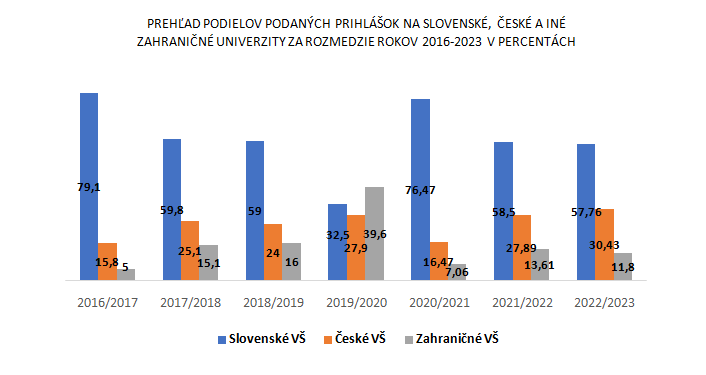 PREHĽAD PODIELOV PODANÝCH PRIHLÁŠOK NA SLOVENSKÉ, ČESKÉ A INÉ
ZAHRANIČNÉ UNIVERZITY ZA ROZMEDZIE ROKOV 2016-2023 V PERCENTÁCH
79,1 15,8 5
59,8 25,1 15,1
59 24 16
32,5 27,9 39,6
76,47 16,47 7,06
58,5 27,89 13,61
57,76 30,43 11,8
2016/2017 2017/2018 2018/2019 2019/2020 2020/2021 2021/2022 2022/2023
Slovenské VŠ České VŠ Zahraničné VŠ